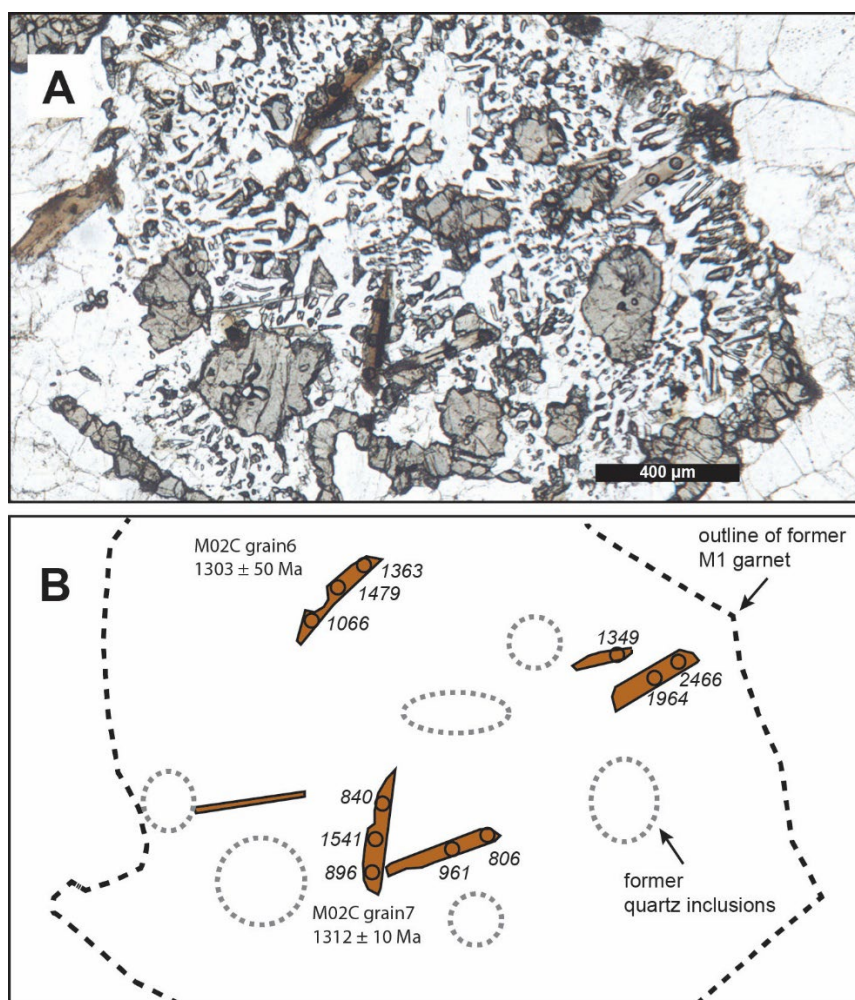 A
400 µm
B
M02C grain6
1303 ± 50 Ma
1363
1479
1066
outline of former
M1 garnet
1349
2466
1964
840
1541
896
806
961
M02C grain7
1312 ± 10 Ma
former
quartz inclusions